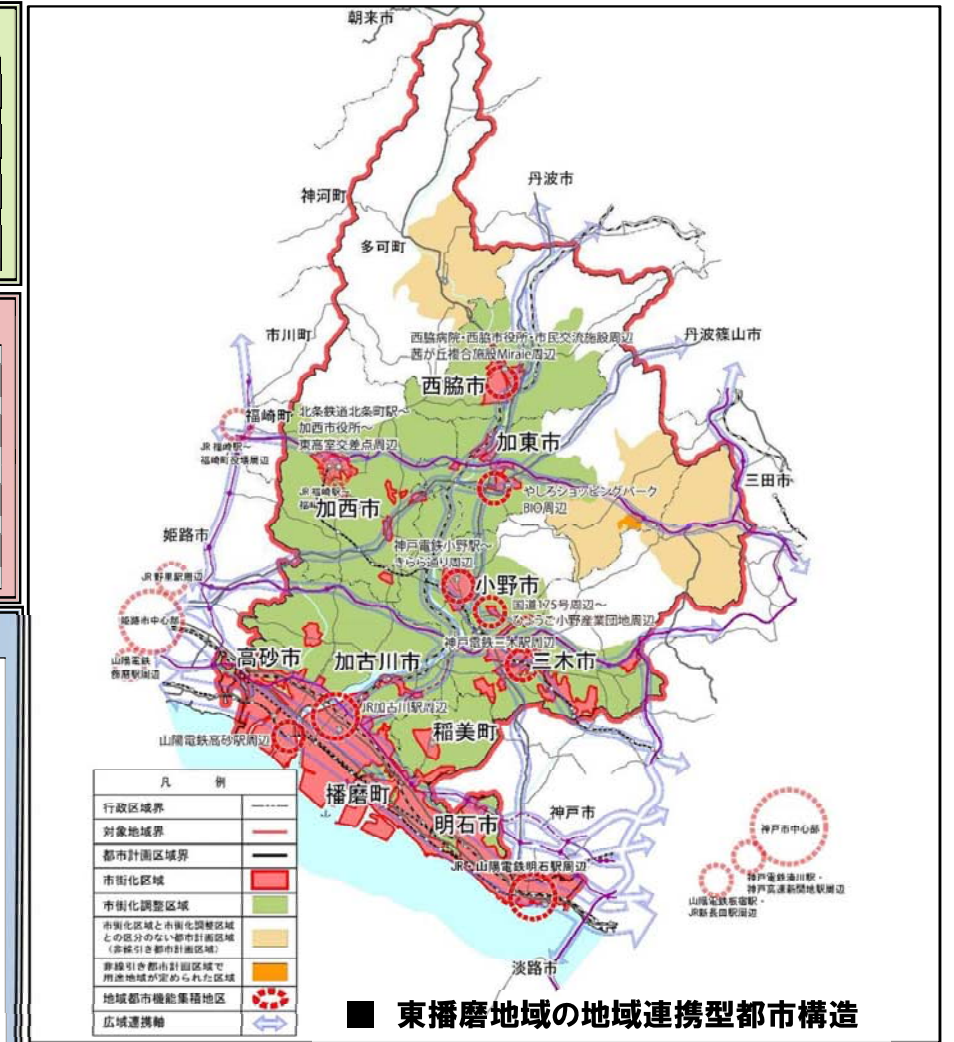 朝来市
丹波市
神河町
多可町
市川町
丹波篠山市
西脇病院・西脇市役所・市民交流施設周辺
茜が丘複合施設Miraie周辺
西脇市
福崎町
北条鉄道北条町駅～
加西市役所～
東高室交差点周辺
加東市
JR福崎駅～
福崎町役場周辺
三田市
JR福崎駅～
加西市
やしろショッピングパーク
BIO周辺
姫路市
神戸電鉄小野駅～
きらら通り周辺
JR野里駅周辺
小野市
国道175号周辺～
ひょうご小野産業団地周辺
姫路市中心部
神戸電鉄三木駅周辺
山陽電鉄
飾磨駅周辺
高砂市
加古川市
三木市
JR加古川駅周辺
稲美町
山陽電鉄高砂駅周辺
播磨町
神戸市
明石市
JR・山陽電鉄明石駅周辺
神戸市中心部
神戸電鉄湊川駅・
神戸高速新開地駅周辺
山陽電鉄板宿駅・
JR新長田駅周辺
淡路市
凡 例
行政区域界
対象地域界
都市計画区域界
市街化区域
市街化調整区域
市街化区域と市街化調整区域
との区分のない都市計画区域
（非線引き都市計画区域）
非線引き都市計画区域で
用途地域が定められた区域
地域都市機能集積地区
広域連携軸
■ 東播磨地域の地域連携型都市構造